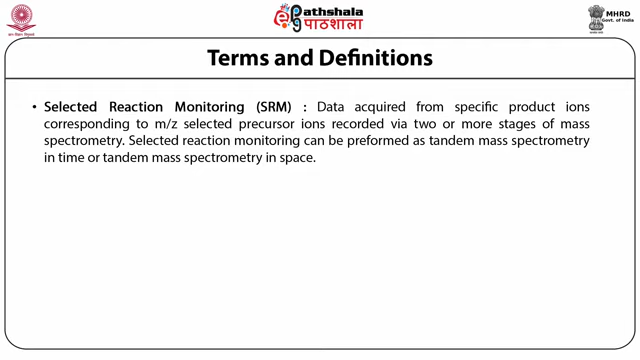 Pathshala
पाठशाला
MHRD
Govt. of India
Terms and Definitions
• Selected Reaction Monitoring (SRM) : Data acquired from specific product ions
corresponding to m/z selected precursor ions recorded via two or more stages of mass
spectrometry. Selected reaction monitoring can be preformed as tandem mass spectrometry
in time or tandem mass spectrometry in space.